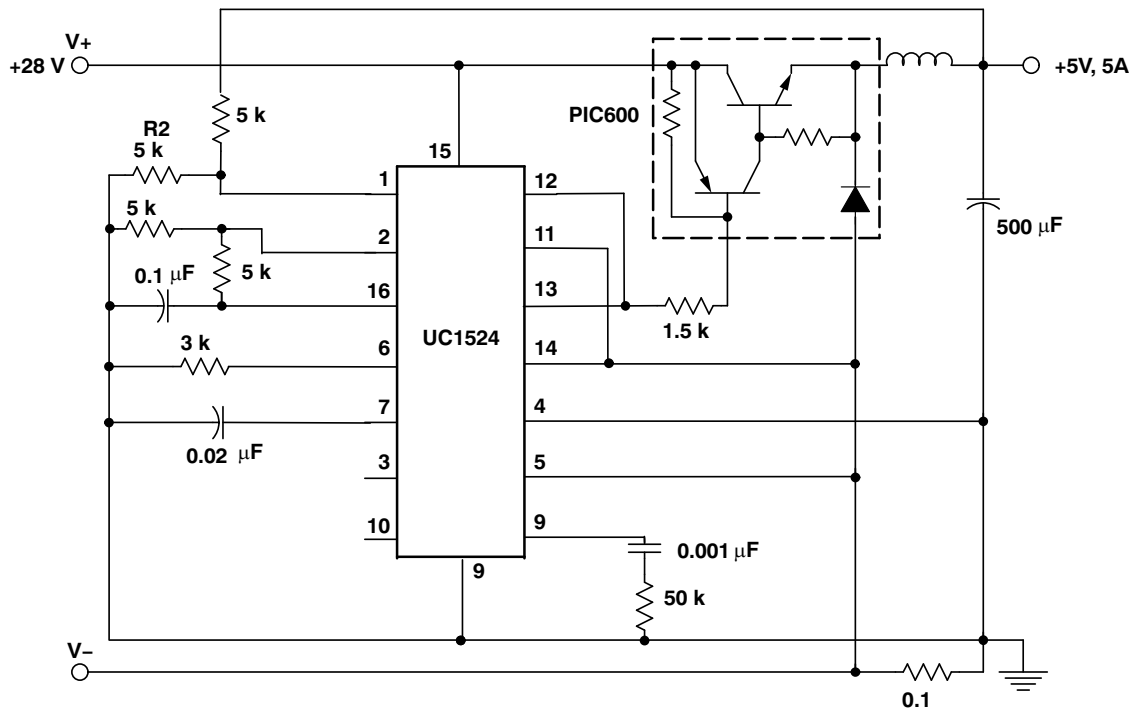 V+
+28 V
+5V, 5A
PIC600
5 k
R2
5 k
15
1
12
5 k
2
11
5 k
0.1 µF
16
13
1.5 k
500 µF
UC1524
3 k
6
14
7
4
0.02 µF
3
5
10
9
0.001 µF
9
50 k
V−
0.1